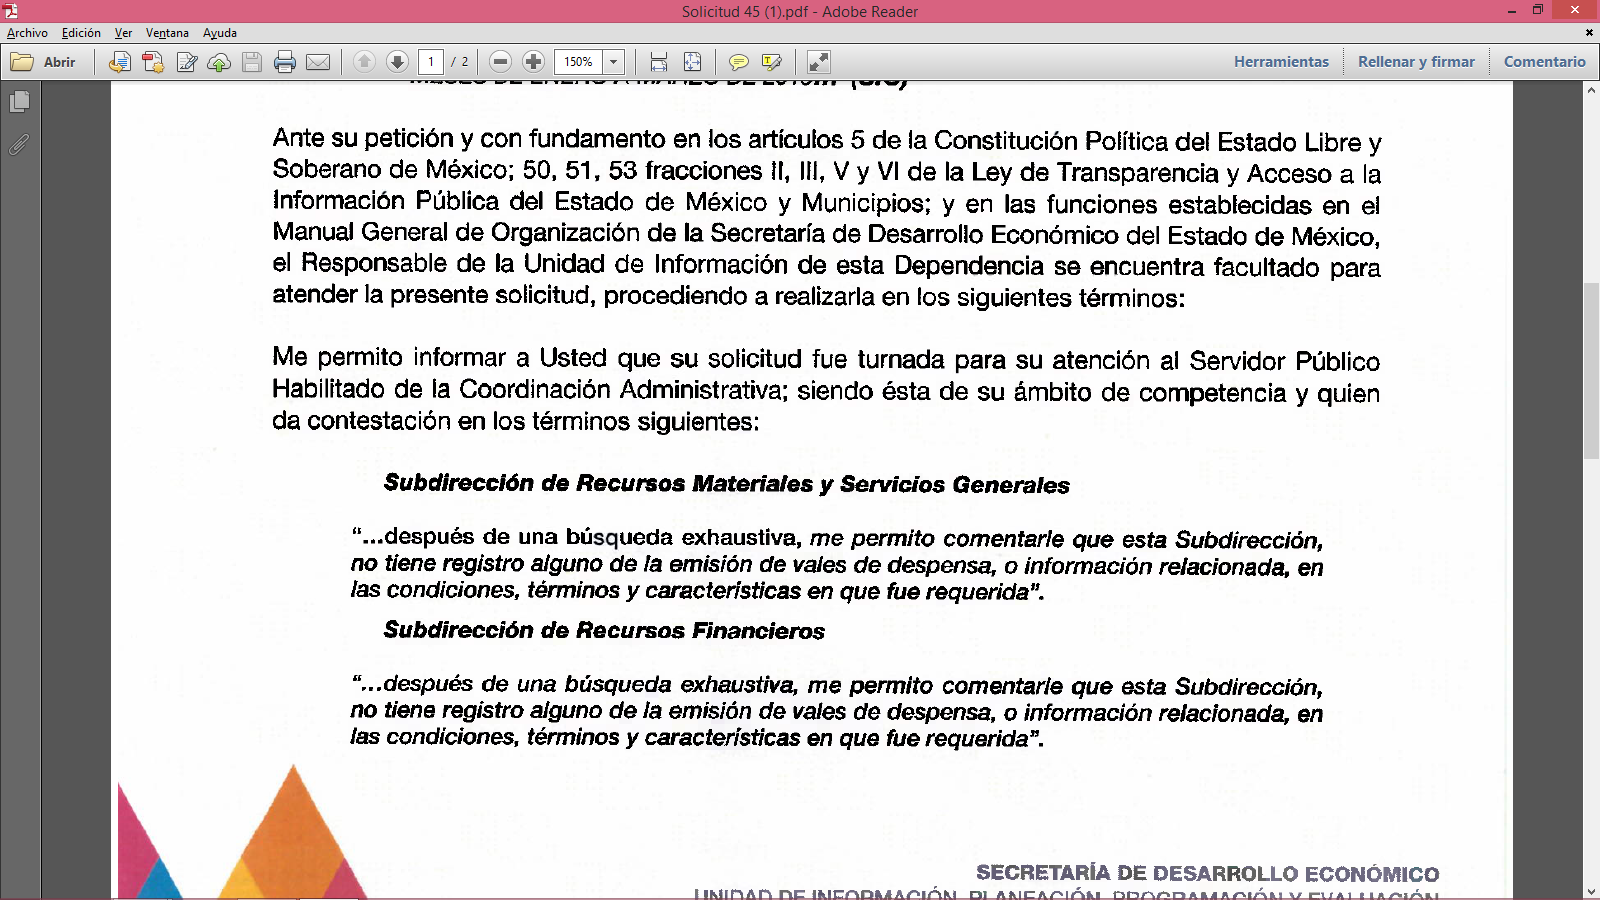 Solicitud 45 (1).pdf - Adobe Reader
Archivo Edición Ver Ventana Ayuda
Abrir 1 / 2 150% Herramientas Rellenar y firmar Comentario
MESES DE ENERO A MARZO DE
Ante su petición y con fundamento en los artículos 5 de la Constitución Política del Estado Libre y
Soberano de México; 50, 51, 53 fracciones II, III, V y VI de la Ley de Transparencia y Acceso a la
Información Pública del Estado de México y Municipios; y en las funciones establecidas en el
Manual General de Organización de la Secretaría de Desarrollo Económico del Estado de México,
el Responsable de la Unidad de Información de esta Dependencia se encuentra facultado para
atender la presente solicitud, procediendo a realizarla en los siguientes términos:
Me permito informar a Usted que su solicitud fue turnada para su atención al Servidor Público
Habilitado de la Coordinación Administrativa; siendo ésta de su ámbito de competencia y quien
da contestación en los términos siguientes:
Subdirección de Recursos Materiales y Servicios Generales
“...después de una búsqueda exhaustiva, me permito comentarle que esta Subdirección,
no tiene registro alguno de la emisión de vales de despensa, o información relacionada, en
las condiciones, términos y características en que fue requerida”.
Subdirección de Recursos Financieros
“...después de una búsqueda exhaustiva, me permito comentarle que esta Subdirección,
no tiene registro alguno de la emisión de vales de despensa, o información relacionada, en
las condiciones, términos y características en que fue requerida”.
SECRETARÍA DE DESARROLLO ECONÓMICO
UNIDAD DE INFORMACIÓN, PLANEACIÓN, PROGRAMACIÓN Y EVALUACIÓN